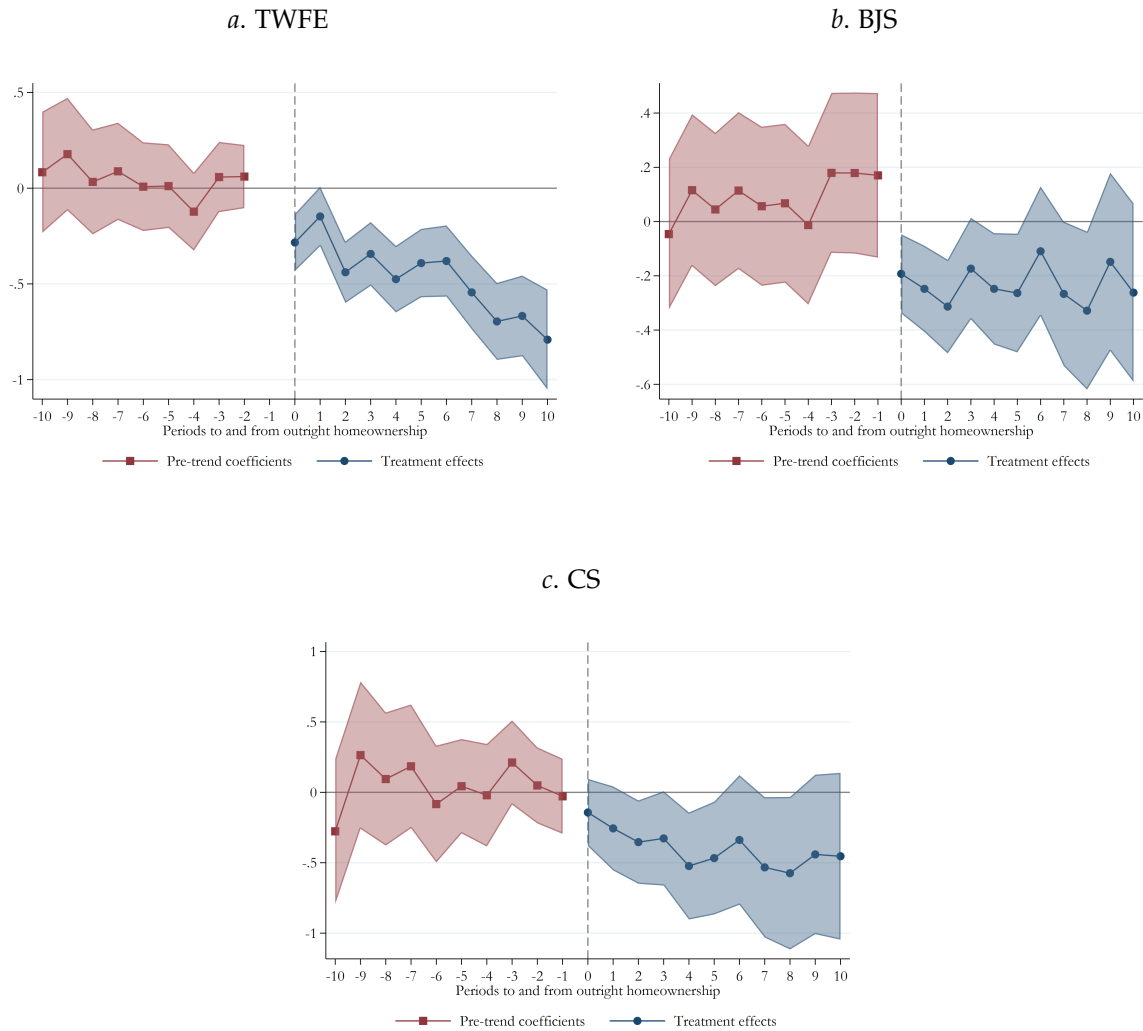 a. TWFE
.5
0
-.5
-1
-10 -9 -8 -7 -6 -5 -4 -3 -2 -1 0 1 2 3 4 5 6 7 8 9 10
Periods to and from outright homeownership
Pre-trend coefficients Treatment effects
b. BJS
.4
.2
0
-.2
-.4
-.6
-10 -9 -8 -7 -6 -5 -4 -3 -2 -1 0 1 2 3 4 5 6 7 8 9 10
Periods to and from outright homeownership
Pre-trend coefficients Treatment effects
c. CS
1
.5
0
-.5
-1
-10 -9 -8 -7 -6 -5 -4 -3 -2 -1 0 1 2 3 4 5 6 7 8 9 10
Periods to and from outright homeownership
Pre-trend coefficients Treatment effects